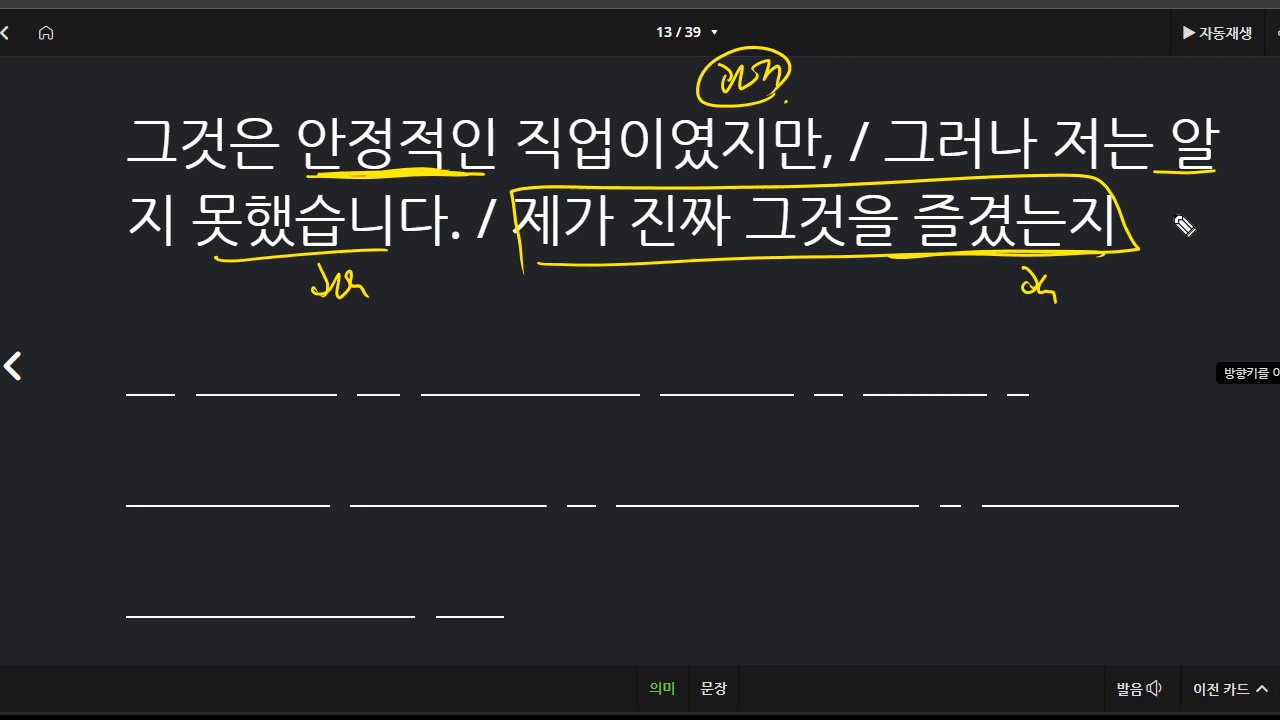 13 / 39
자동재생
그것은 안정적인 직업이였지만, / 그러나 저는 알
지 못했습니다. / 제가 진짜 그것을 즐겼는지
방향키를 이
의미
문장
발음
이전 카드